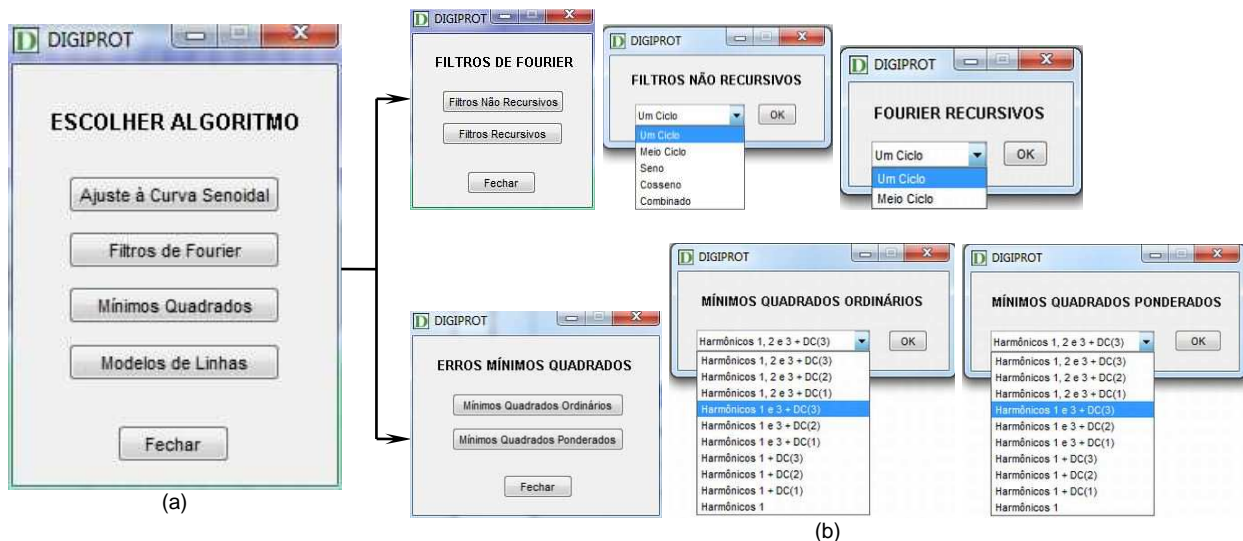 DIGIPROT
ESCOLHER ALGORITMO
Ajuste à Curva Senoidal
Filtros de Fourier
Mínimos Quadrados
Modelos de Linhas
Fechar
(a)
DIGIPROT
FILTROS DE FOURIER
Filtros Não Recursivos
Filtros Recursivos
Fechar
DIGIPROT
FILTROS NÃO RECURSIVOS
Um Ciclo OK
Um Ciclo
Meio Ciclo
Seno
Cosseno
Combinado
DIGIPROT
FOURIER RECURSIVOS
Um Ciclo OK
Um Ciclo
Meio Ciclo
DIGIPROT
ERROS MÍNIMOS QUADRADOS
Mínimos Quadrados Ordinários
Mínimos Quadrados Ponderados
Fechar
DIGIPROT
MÍNIMOS QUADRADOS ORDINÁRIOS
Harmônicos 1, 2 e 3 + DC(3) OK
Harmônicos 1, 2 e 3 + DC(3)
Harmônicos 1, 2 e 3 + DC(2)
Harmônicos 1, 2 e 3 + DC(1)
Harmônicos 1 e 3 + DC(3)
Harmônicos 1 e 3 + DC(2)
Harmônicos 1 e 3 + DC(1)
Harmônicos 1 + DC(3)
Harmônicos 1 + DC(2)
Harmônicos 1 + DC(1)
Harmônicos 1
DIGIPROT
MÍNIMOS QUADRADOS PONDERADOS
Harmônicos 1, 2 e 3 + DC(3) OK
Harmônicos 1, 2 e 3 + DC(3)
Harmônicos 1, 2 e 3 + DC(2)
Harmônicos 1, 2 e 3 + DC(1)
Harmônicos 1 e 3 + DC(3)
Harmônicos 1 e 3 + DC(2)
Harmônicos 1 e 3 + DC(1)
Harmônicos 1 + DC(3)
Harmônicos 1 + DC(2)
Harmônicos 1 + DC(1)
Harmônicos 1
(b)